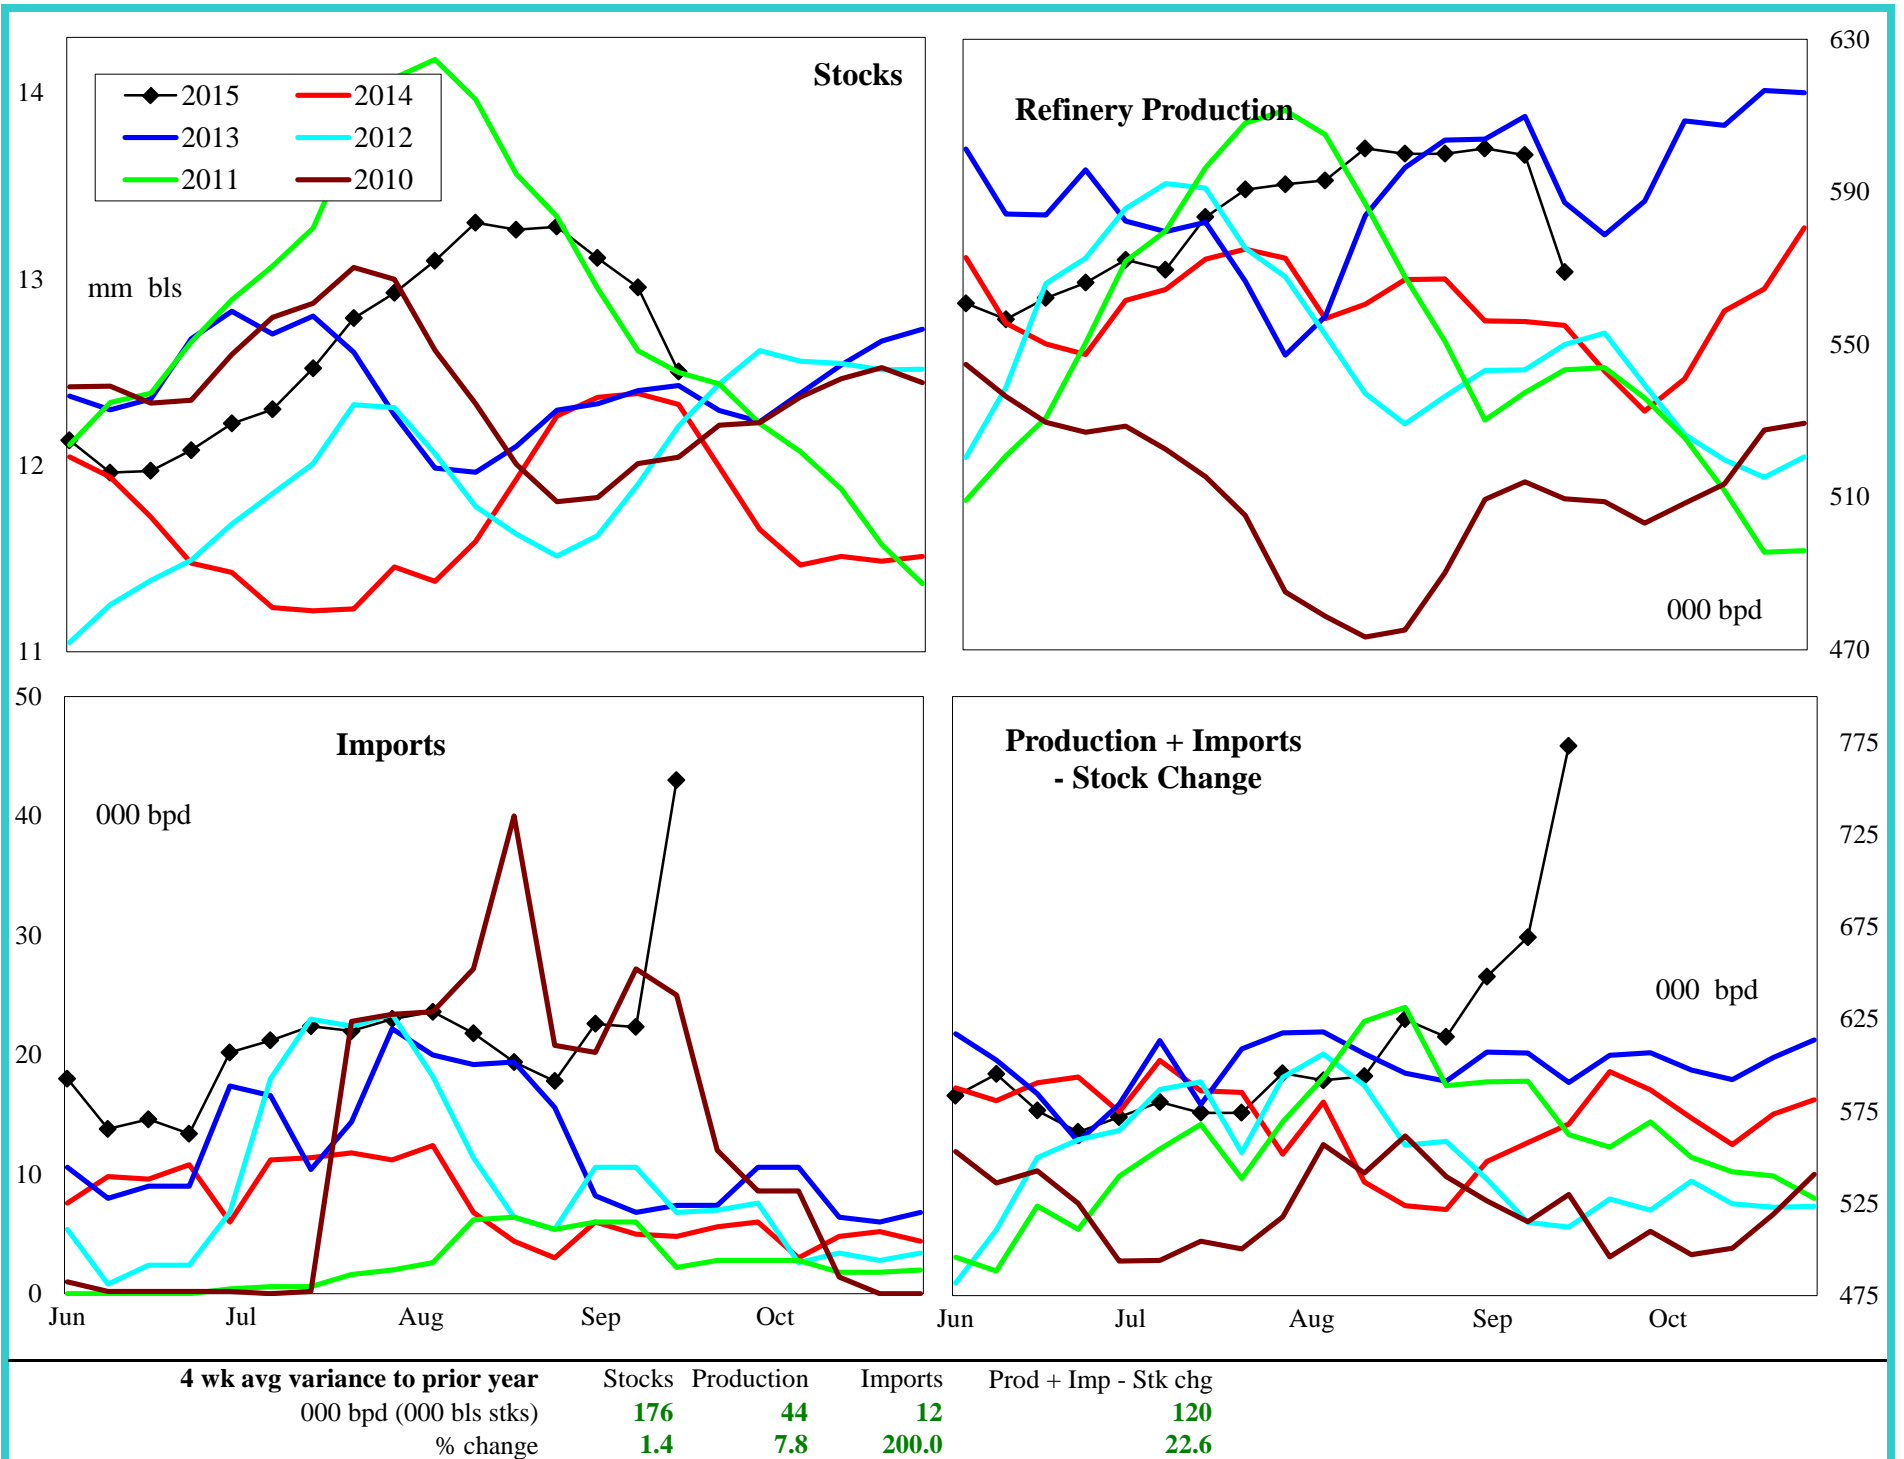 Stocks
14
13
12
11
2015 2014
2013 2012
2011 2010
mm bls
Refinery Production
630
590
550
510
470
000 bpd
Imports
50
40
30
20
10
0
000 bpd
Jun Jul Aug Sep Oct
Production + Imports
- Stock Change
775
725
675
625
575
525
475
000 bpd
Jun Jul Aug Sep Oct
4 wk avg variance to prior year Stocks Production Imports Prod + Imp - Stk chg
000 bpd (000 bls stks) 176 44 12 120
% change 1.4 7.8 200.0 22.6